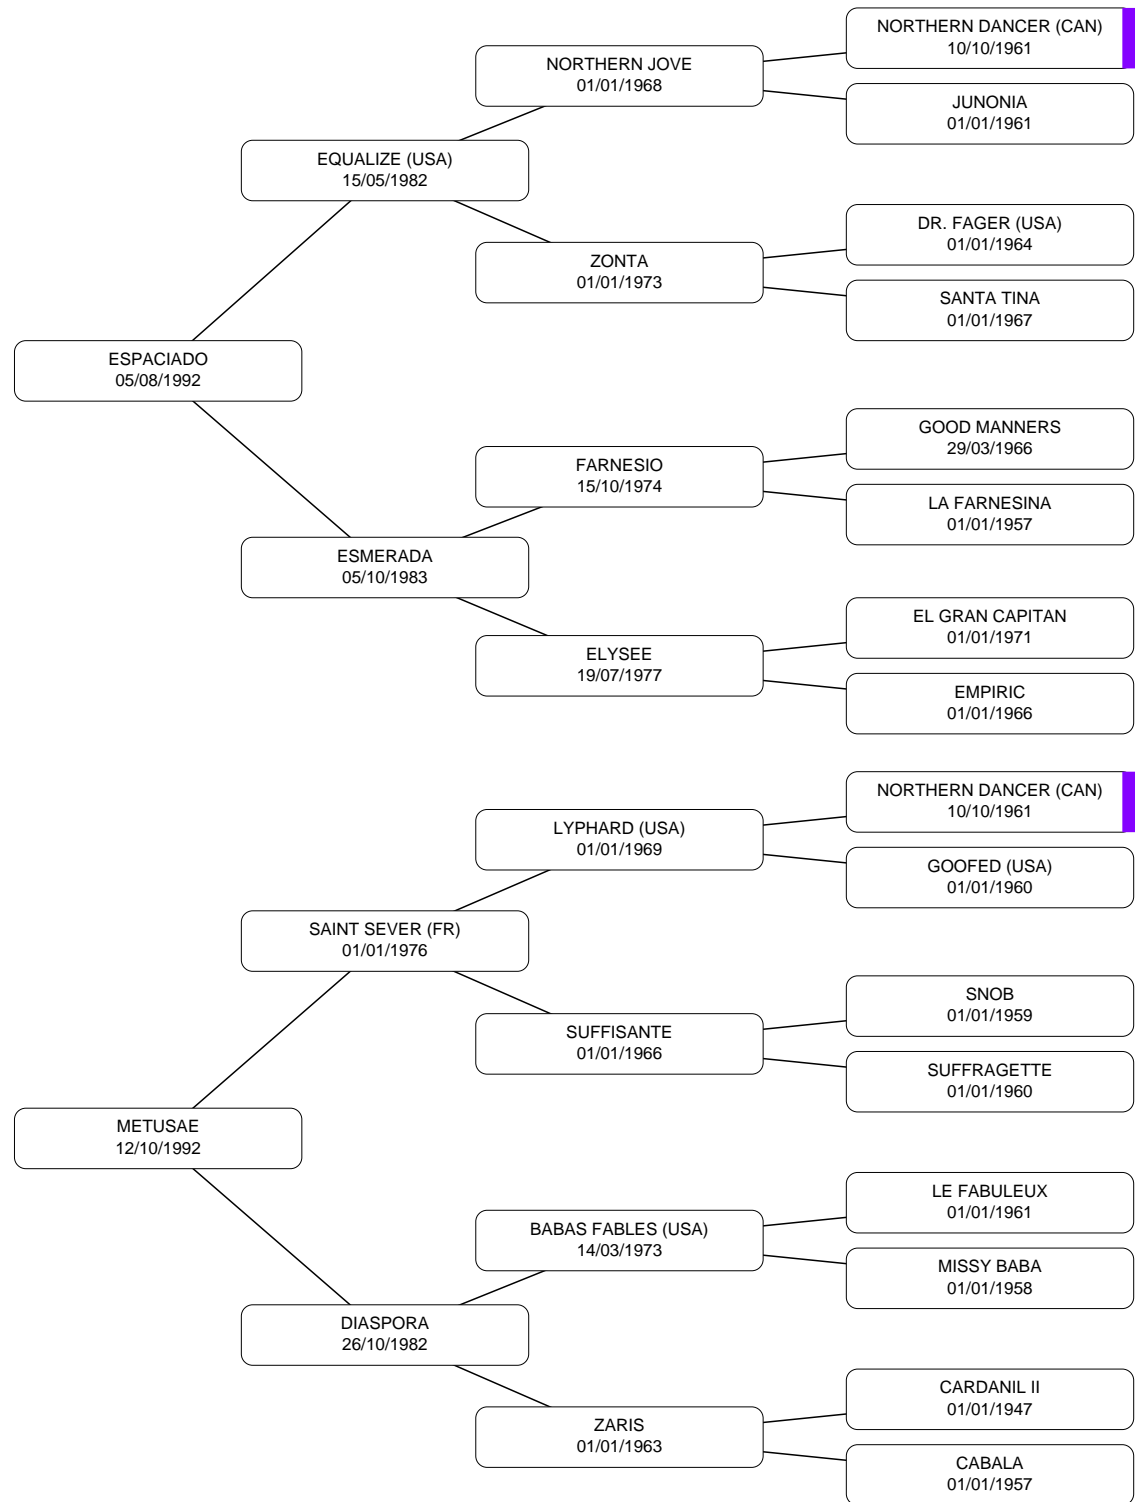 NORTHERN DANCER (CAN)
10/10/1961
NORTHERN JOVE
01/01/1968
JUNONIA
01/01/1961
EQUALIZE (USA)
15/05/1982
DR. FAGER (USA)
01/01/1964
ZONTA
01/01/1973
SANTA TINA
01/01/1967
ESPACIADO
05/08/1992
GOOD MANNERS
29/03/1966
FARNESIO
15/10/1974
LA FARNESINA
01/01/1957
ESMERADA
05/10/1983
EL GRAN CAPITAN
01/01/1971
ELYSEE
19/07/1977
EMPIRIC
01/01/1966
NORTHERN DANCER (CAN)
10/10/1961
LYPHARD (USA)
01/01/1969
GOOFED (USA)
01/01/1960
SAINT SEVER (FR)
01/01/1976
SNOB
01/01/1959
SUFFISANTE
01/01/1966
SUFFRAGETTE
01/01/1960
METUSAE
12/10/1992
LE FABULEUX
01/01/1961
BABAS FABLES (USA)
14/03/1973
MISSY BABA
01/01/1958
DIASPORA
26/10/1982
CARDANIL II
01/01/1947
ZARIS
01/01/1963
CABALA
01/01/1957